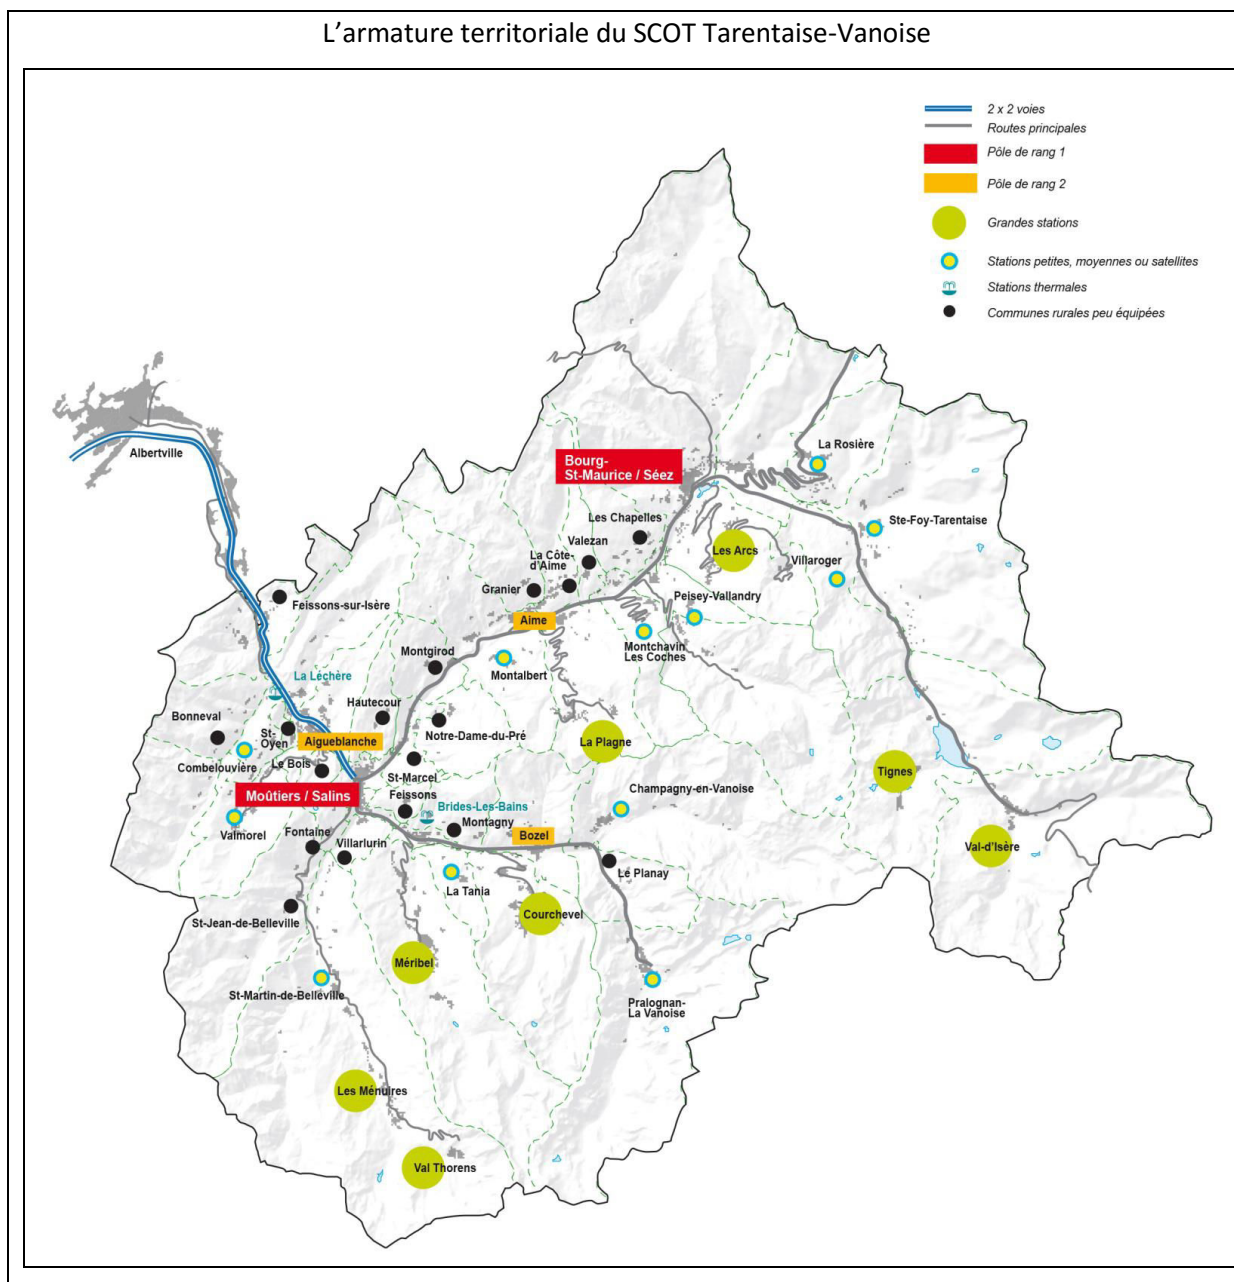 L’armature territoriale du SCOT Tarentaise-Vanoise
2 x 2 voies
Routes principales
Pôle de rang 1
Pôle de rang 2
Grandes stations
Stations petites, moyennes ou satellites
Stations thermales
Communes rurales peu équipées
Albertville
La Rosière
Bourg-
St-Maurice / Séez
Les Chapelles
Ste-Foy-Tarentaise
Valezan
Les Arcs
La Côte-
d’Aime
Villaroger
Granier
Peisey-Vallandry
Feissons-sur-Isère
Aime
Montchavin
Les Coches
Montgirod
Montalbert
La Léchère
Hautecour
Bonneval
St-
Oyen
Aigueblanche
Notre-Dame-du-Pré
La Plagne
Combelouvière
Le Bois
St-Marcel
Tignes
Moûtiers / Salins
Feissons
Champagny-en-Vanoise
Brides-Les-Bains
Valmorel
Fontaine
Montagny
Bozel
Villarlurin
Val-d’Isère
Le Planay
La Tania
St-Jean-de-Belleville
Courchevel
Méribel
St-Martin-de-Belleville
Pralognan-
La Vanoise
Les Ménuires
Val Thorens